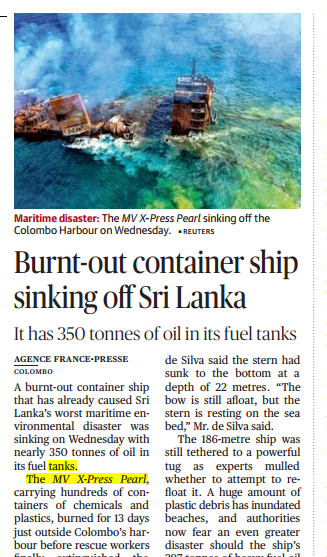 Maritime disaster: The MV X-Press Pearl sinking off the
Colombo Harbour on Wednesday. ▪ REUTERS
Burnt-out container ship
sinking off Sri Lanka
It has 350 tonnes of oil in its fuel tanks
AGENCE FRANCE-PRESSE
COLOMBO
A burnt-out container ship
that has already caused Sri
Lanka's worst maritime en-
vironmental disaster was
sinking on Wednesday with
nearly 350 tonnes of oil in
its fuel tanks.
The MV X-Press Pearl,
carrying hundreds of con-
tainers of chemicals and
plastics, burned for 13 days
just outside Colombo's har-
bour before rescue workers
de Silva said the stern had
sunk to the bottom at a
depth of 22 metres. “The
bow is still afloat, but the
stern is resting on the sea
bed,” Mr. de Silva said.
The 186-metre ship was
still tethered to a powerful
tug as experts mulled
whether to attempt to re-
float it. A huge amount of
plastic debris has inundated
beaches, and authorities
now fear an even greater
disaster should the ship's